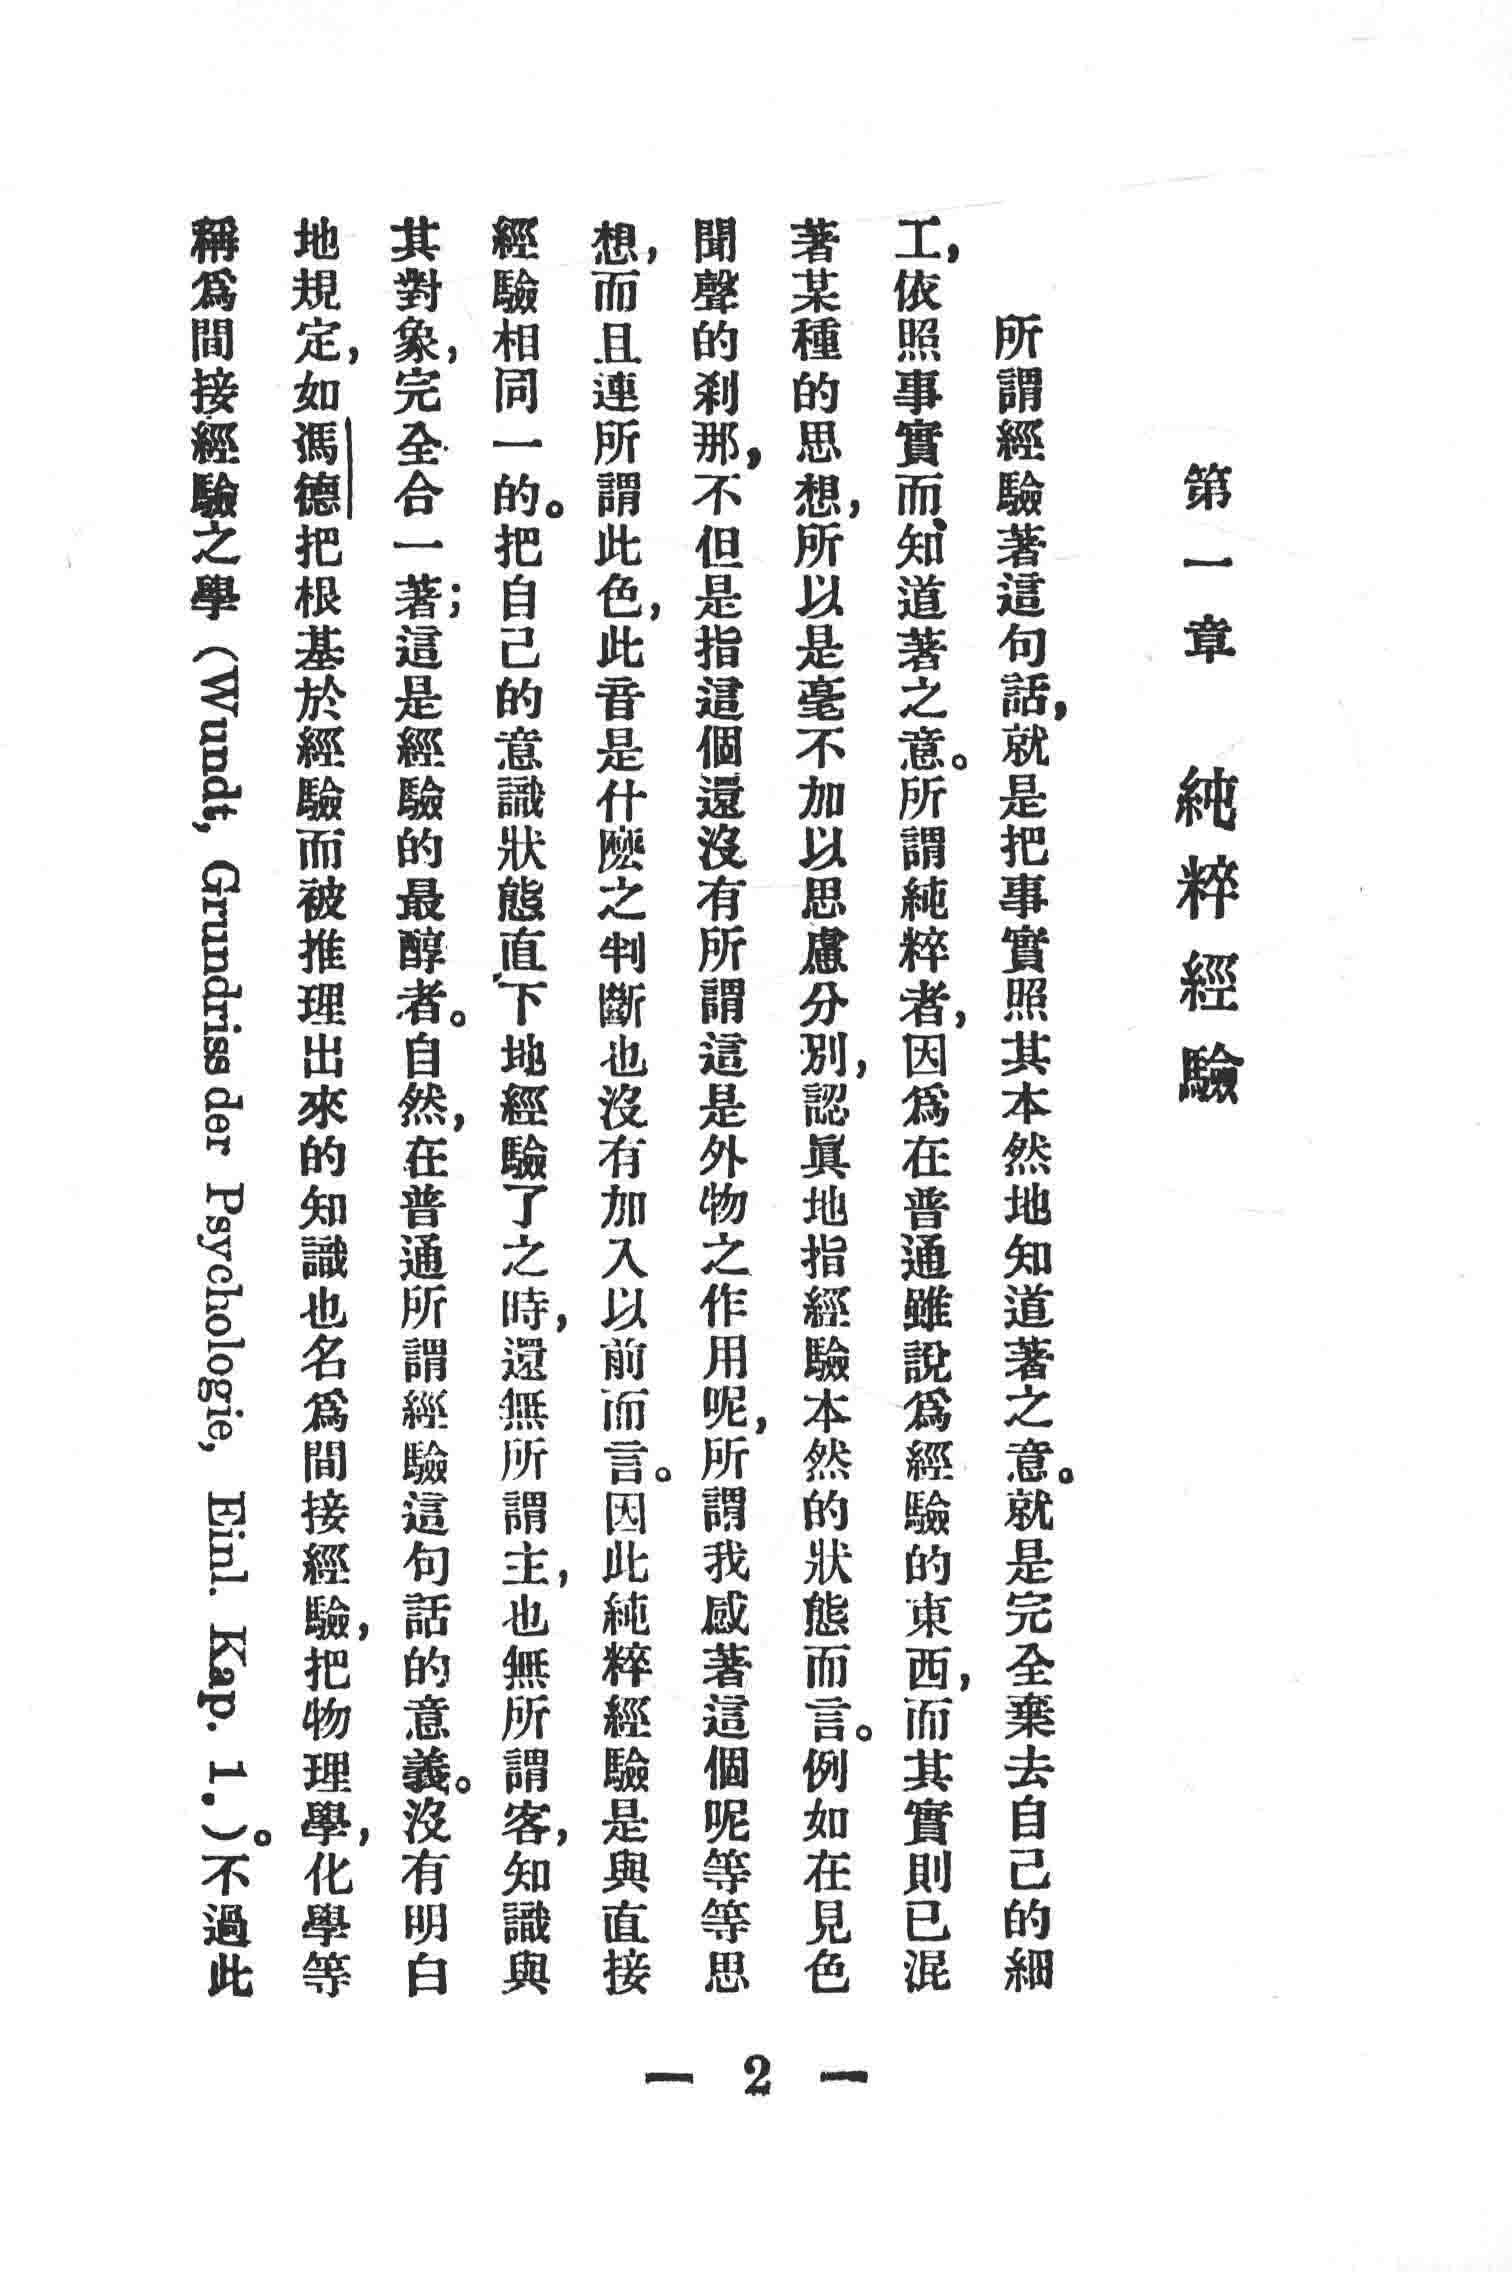 第一章　純粹經驗
所謂經驗著這句話，就是把事實照其本然地知道著之意。就是完全棄去自己的細
工，依照事實而知道著之意。所謂純粹者，因爲在普通雖說爲經驗的東西，而其實則已混
著某種的思想，所以是毫不加以思慮分別，認眞地指經驗本然的狀態而言。例如在見色
聞聲的刹那，不但是指這個還沒有所謂這是外物之作用呢，所謂我感著這個呢等等思
想，而且連所謂此色，此音是什麼之判斷也沒有加入以前而言。因此純粹經驗是與直接
經驗相同一的。把自己的意識狀態直下地經驗了之時，還無所謂主，也無所謂客，知識與
其對象，完全合一著；這是經驗的最醇者。自然，在普通所謂經驗這句話的意義。沒有明白
地規定，如馮德把根基於經驗而被推理出來的知識也名爲間接經驗，把物理學，化學等
稱爲間接經驗之學（Wundt, Grundriss der Psychologie, Einl. Kap. 1.）。不過此
— 2 —